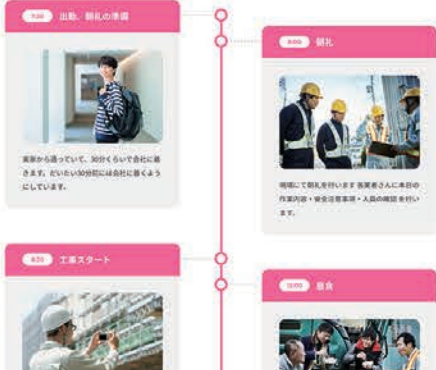 7:30 出勤、朝礼の準備
実家から通っていて、30分くらいで会社に着
きます。だいたい30分前には会社に着くよう
にしています。
8:00 朝礼
現場にて朝礼を行います 各業者さんに本日の
作業内容・安全注意事項・人員の確認 を行い
ます。
8:20 工事スタート
12:00 昼食